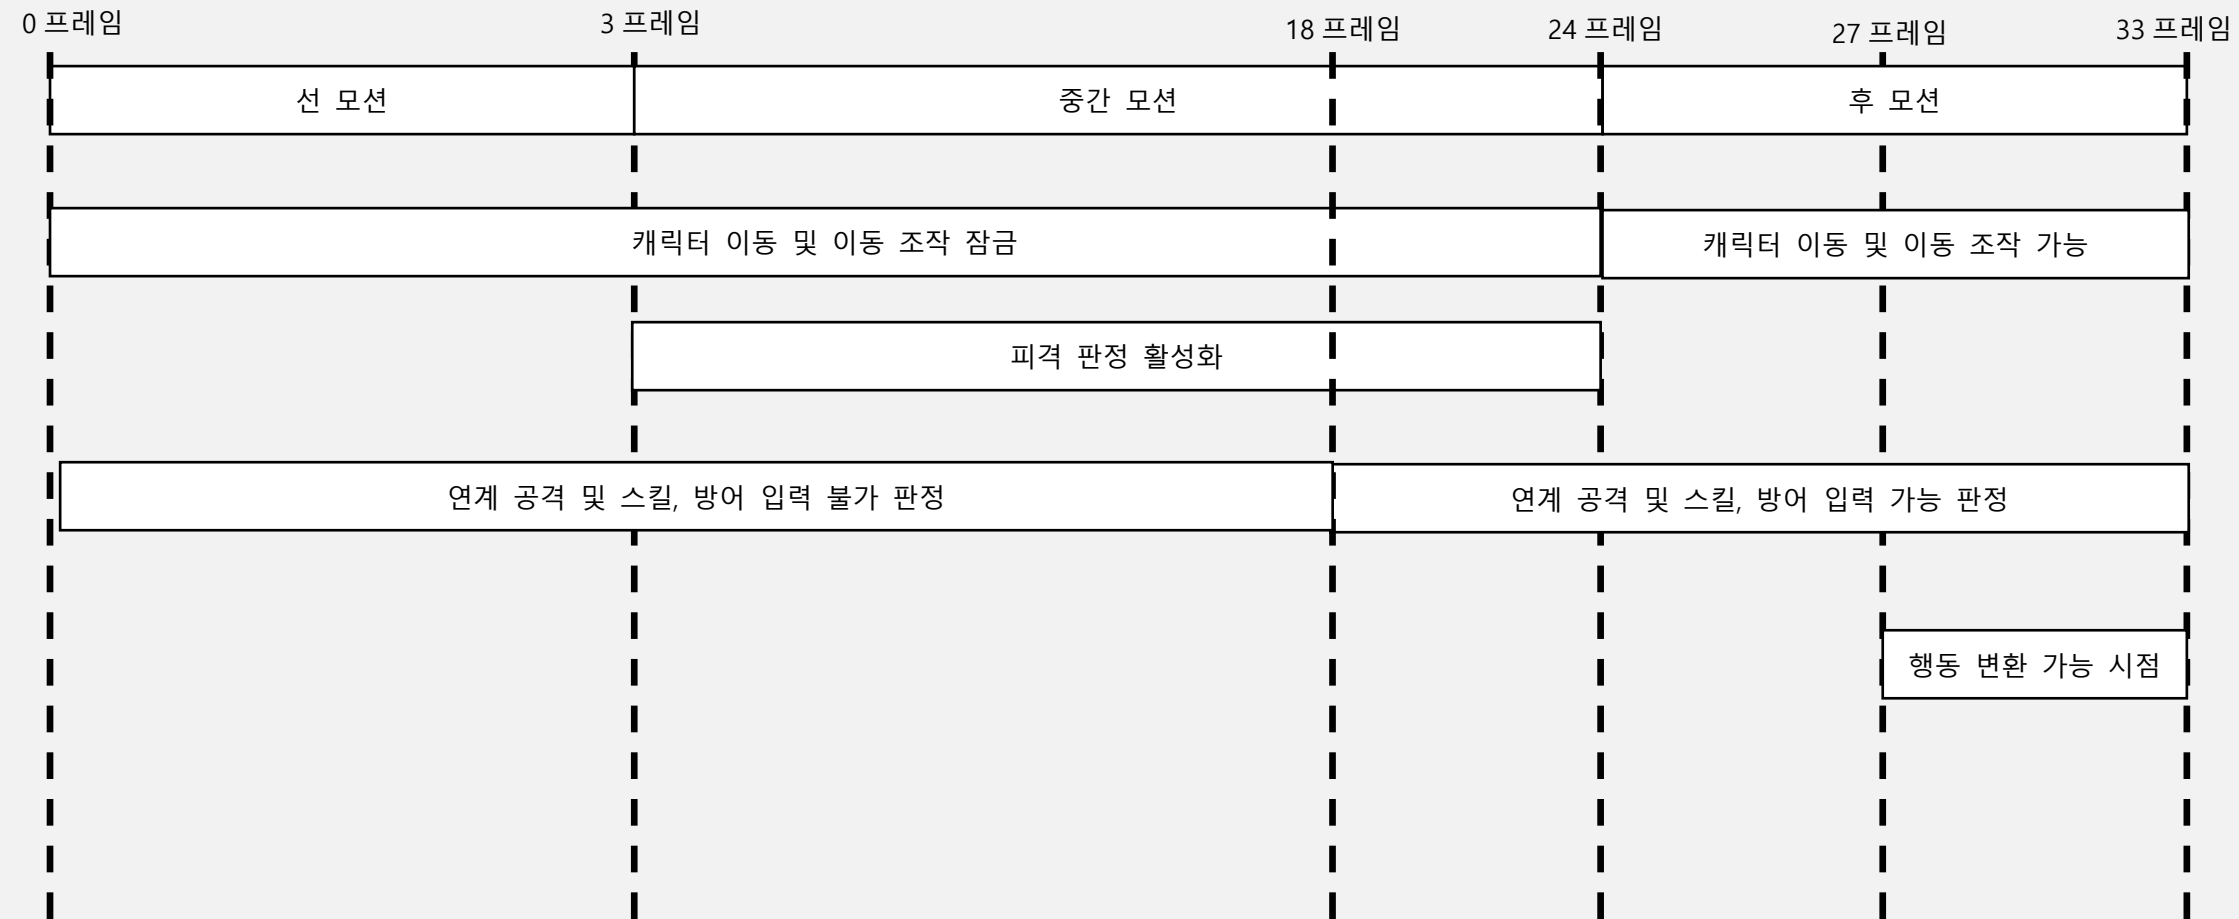 0 프레임
3 프레임
18 프레임
24 프레임
27 프레임
33 프레임
선 모션
중간 모션
후 모션
캐릭터 이동 및 이동 조작 잠금
캐릭터 이동 및 이동 조작 가능
피격 판정 활성화
연계 공격 및 스킬, 방어 입력 불가 판정
연계 공격 및 스킬, 방어 입력 가능 판정
행동 변환 가능 시점